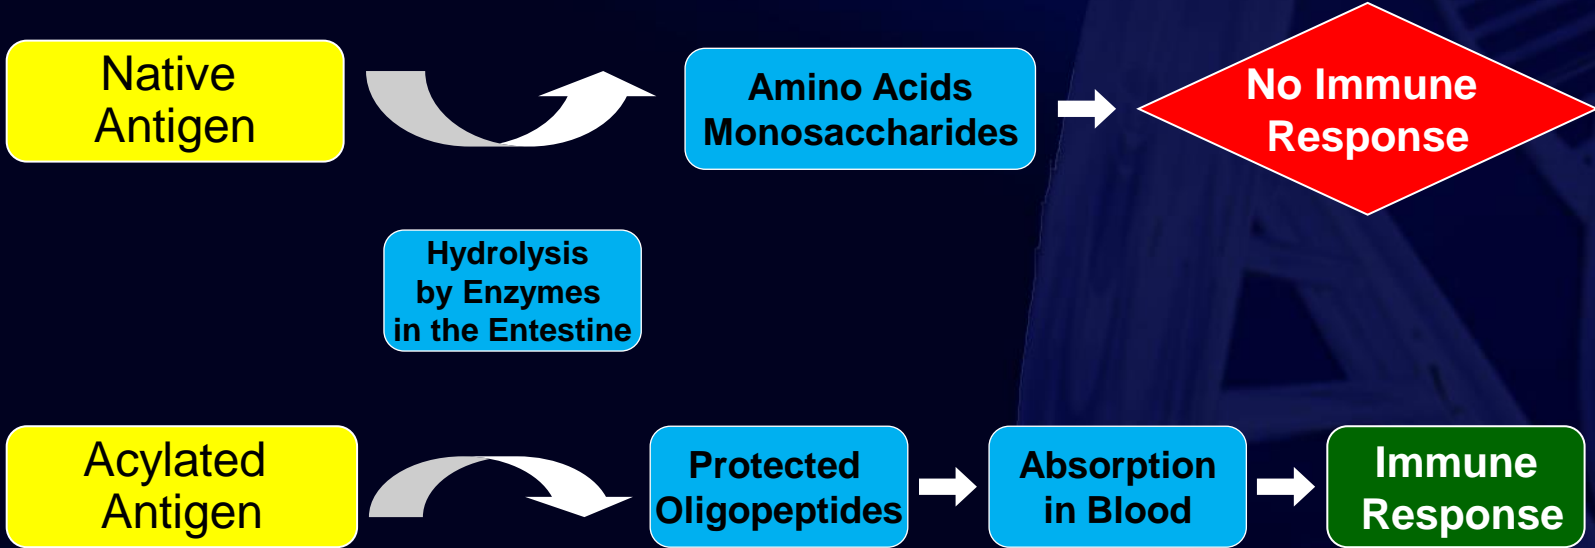 Native
Antigen
Amino Acids
Monosaccharides
No Immune
Response
Hydrolysis
by Enzymes
in the Entestine
Acylated
Antigen
Protected
Oligopeptides
Absorption
in Blood
Immune
Response